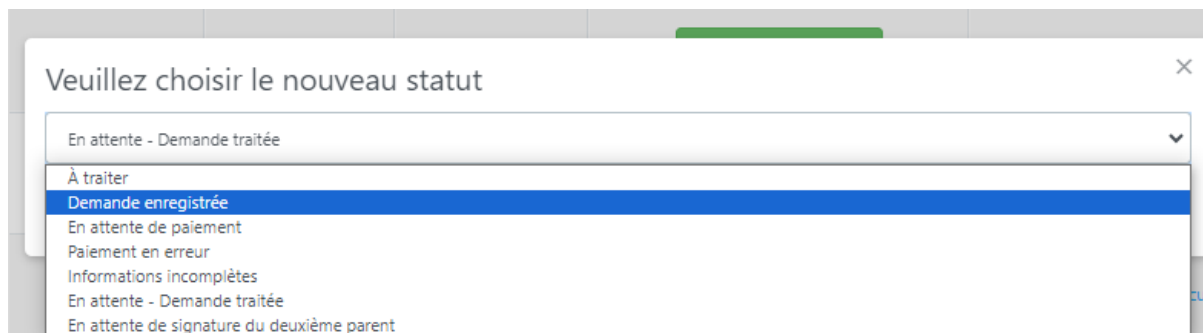 Veuillez choisir le nouveau statut
En attente - Demande traitée
À traiter
Demande enregistrée
En attente de paiement
Paiement en erreur
Informations incomplètes
En attente - Demande traitée
En attente de signature du deuxième parent